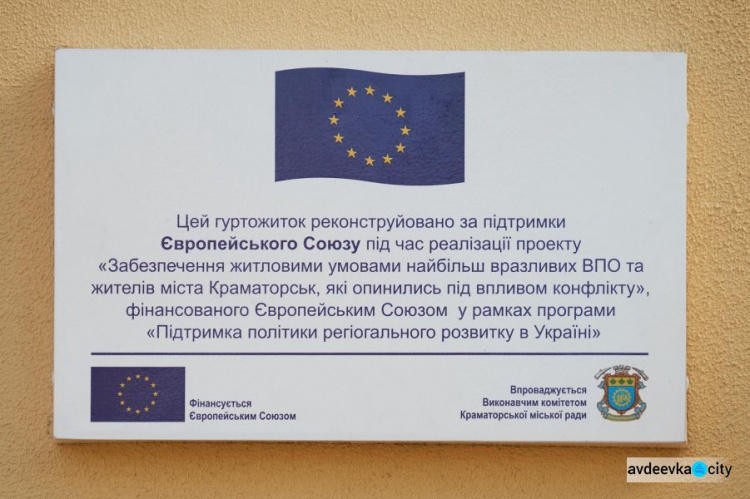 Цей гуртожиток реконструйовано за підтримки
Європейського Союзу під час реалізації проекту
«Забезпечення житловими умовами найбільш вразливих ВПО та
жителів міста Краматорськ, які опинились під впливом конфлікту»,
фінансованого Європейським Союзом у рамках програми
«Підтримка політики регіогального розвитку в Україні»
Фінансується
Європейським Союзом
Впроваджується
Виконавчим комітетом
Краматорської міської ради
avdeevka city